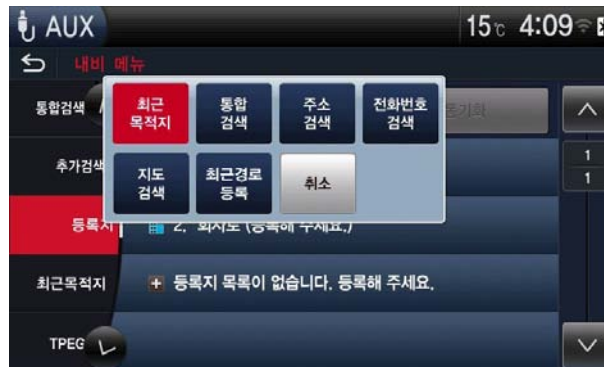 AUX
15℃ 4:09
내비 메뉴
통합검색
최근
목적지
통합
검색
주소
검색
전화번호
검색
동기화
추가검색
지도
검색
최근경로
등록
취소
1
1
등록지
2. 회사로 (등록해 주세요.)
최근목적지
등록지 목록이 없습니다. 등록해 주세요.
TPEG